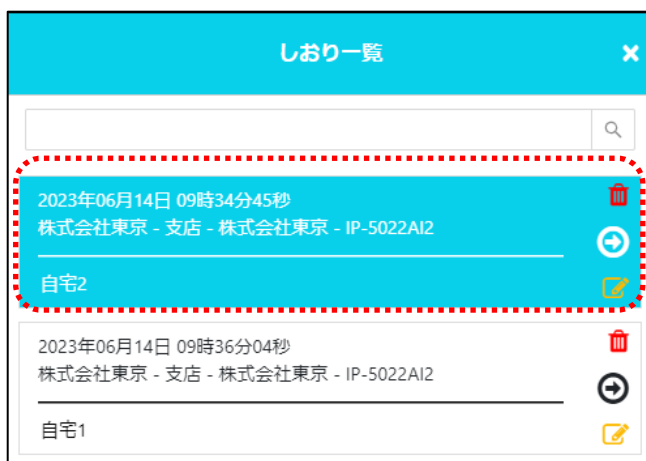 しおり一覧
2023年06月14日 09時34分45秒
株式会社東京 - 支店 - 株式会社東京 - IP-5022AI2
自宅2
2023年06月14日 09時36分04秒
株式会社東京 - 支店 - 株式会社東京 - IP-5022AI2
自宅1